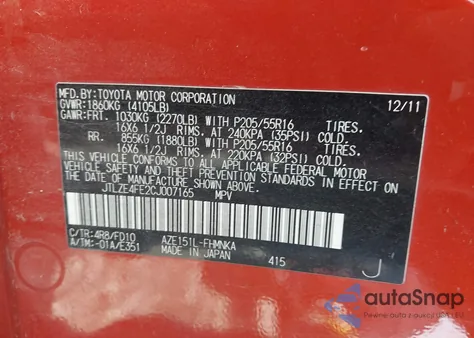 MFD.BY:TOYOTA MOTOR CORPORATION 12/11
GVWR:1860KG (4105LB)
GAWR:FRT. 1030KG (2270LB) WITH P205/55R16 TIRES.
16X6 1/2J RIMS. AT 240KPA (35PSI) COLD.
RR. 855KG (1880LB) WITH P205/55R16 TIRES.
16X6 1/2J RIMS. AT 220KPA (32PSI) COLD.
THIS VEHICLE CONFORMS TO ALL APPLICABLE FEDERAL MOTOR
VEHICLE SAFETY, BUMPER, AND THEFT PREVENTION STANDARDS IN EFFECT ON
THE DATE OF MANUFACTURE SHOWN ABOVE.
JTLZE4FE2CJ007165 MPV
C/TR:4R8/FD10 AZE151L-FHMNKA
A/TM:-01A/E351 MADE IN JAPAN 415
J
autoSnap